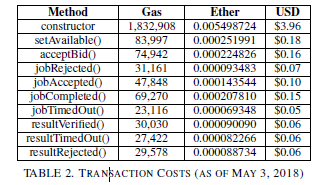 Method Gas Ether USD
constructor 1,832,908 0.005498724 $3.96
setAvailable() 83,997 0.000251991 $0.18
acceptBid() 74,942 0.000224826 $0.16
jobRejected() 31,161 0.000093483 $0.07
jobAccepted() 47,848 0.000143544 $0.10
jobCompleted() 69,270 0.000207810 $0.15
jobTimedOut() 23,116 0.000069348 $0.05
resultVerified() 30,030 0.000090090 $0.06
resultTimedOut() 27,422 0.000082266 $0.06
resultRejected() 29,578 0.000088734 $0.06
TABLE 2. TRANSACTION COSTS (AS OF MAY 3, 2018)